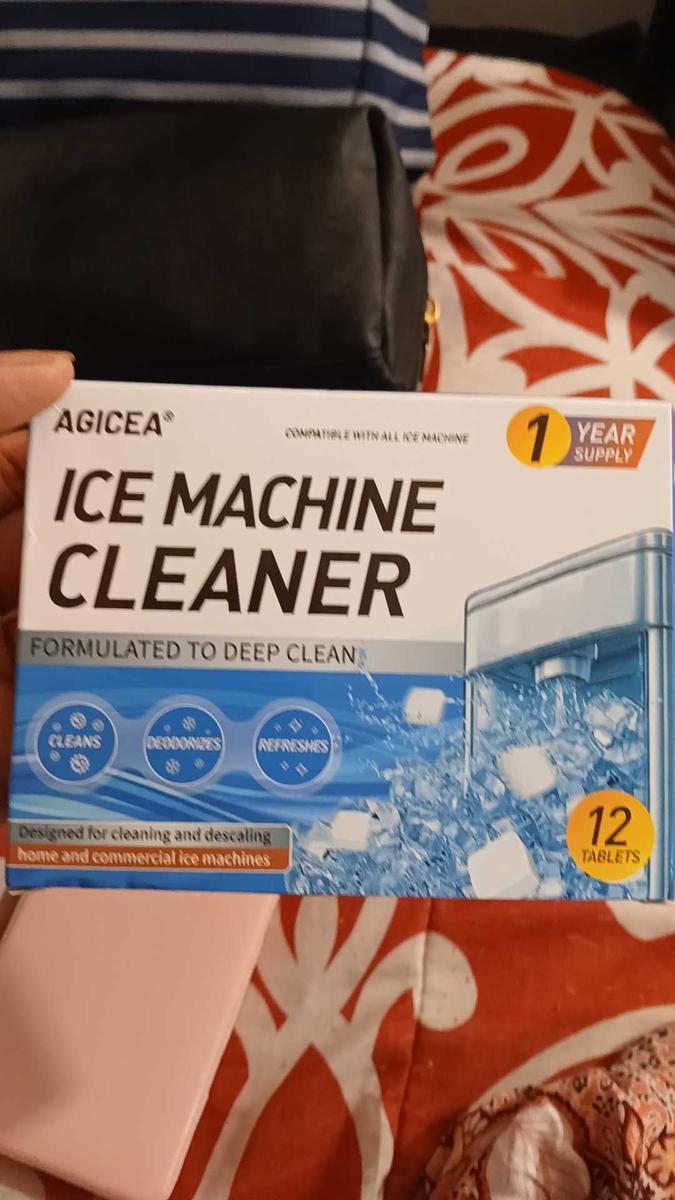 AGICEA®
COMPATIBLE WITH ALL ICE MACHINE
1 YEAR
SUPPLY
ICE MACHINE
CLEANER
FORMULATED TO DEEP CLEAN
CLEANS
DEODORIZES
REFRESHES
Designed for cleaning and descaling
home and commercial ice machines
12
TABLETS